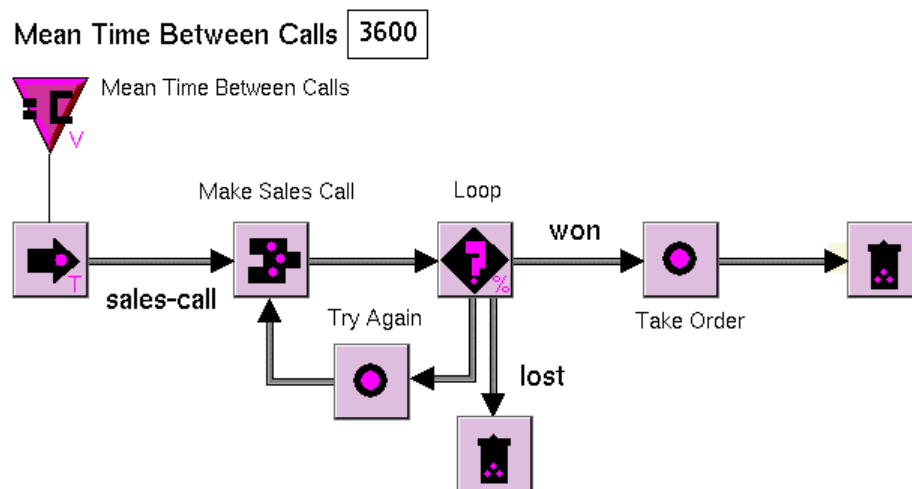 Mean Time Between Calls 3600
Mean Time Between Calls
V
Make Sales Call
Loop
T
%
won
sales-call
Try Again
Take Order
lost